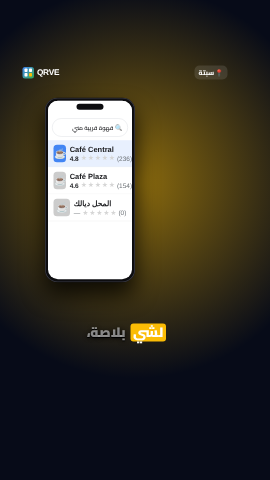 QRVE
📍 سبتة
🔍 قهوة قريبة مني
Café Central
4.8 ★★★★★ (236)
Café Plaza
4.6 ★★★★★ (154)
المحل ديالك
— ★★★★★ (0)
لشي بلاصة،